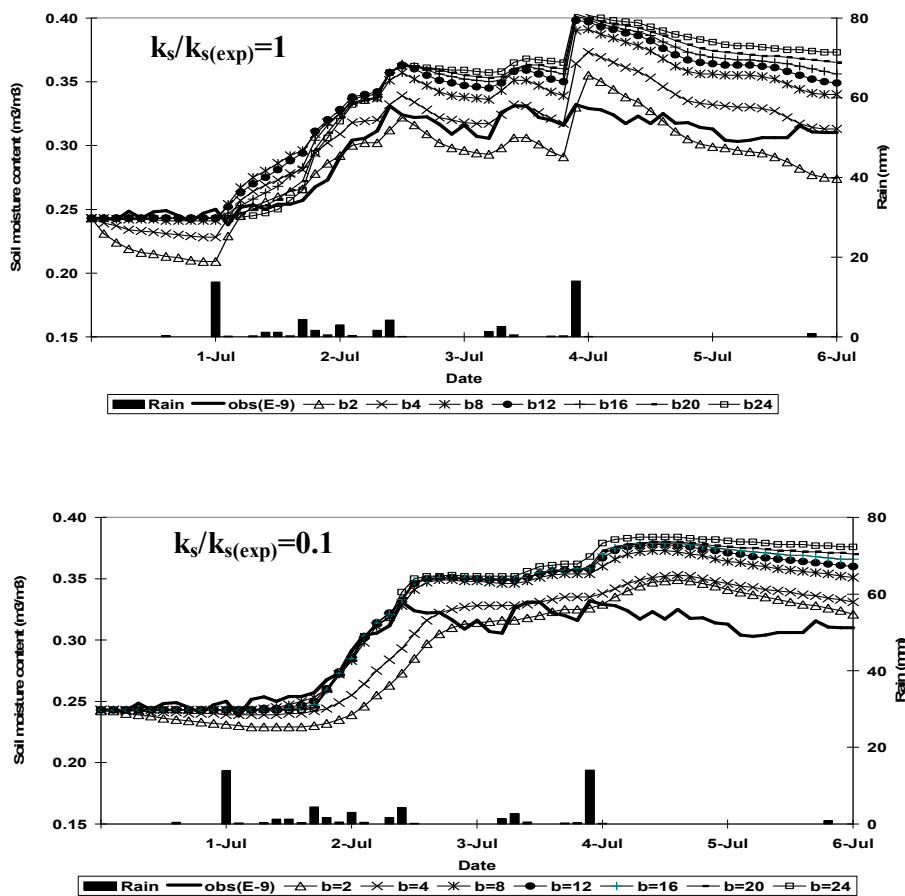 ks/ks(exp)=1
0.40
0.35
0.30
0.25
0.20
0.15
Soil moisture content (m3/m3)
80
60
40
20
0
Rain (mm)
1-Jul 2-Jul 3-Jul 4-Jul 5-Jul 6-Jul
Date
Rain obs(E-9) b2 b4 b8 b12 b16 b20 b24
ks/ks(exp)=0.1
0.40
0.35
0.30
0.25
0.20
0.15
Soil moisture content (m3/m3)
80
60
40
20
0
Rain (mm)
1-Jul 2-Jul 3-Jul 4-Jul 5-Jul 6-Jul
Date
Rain obs(E-9) b=2 b=4 b=8 b=12 b=16 b=20 b=24